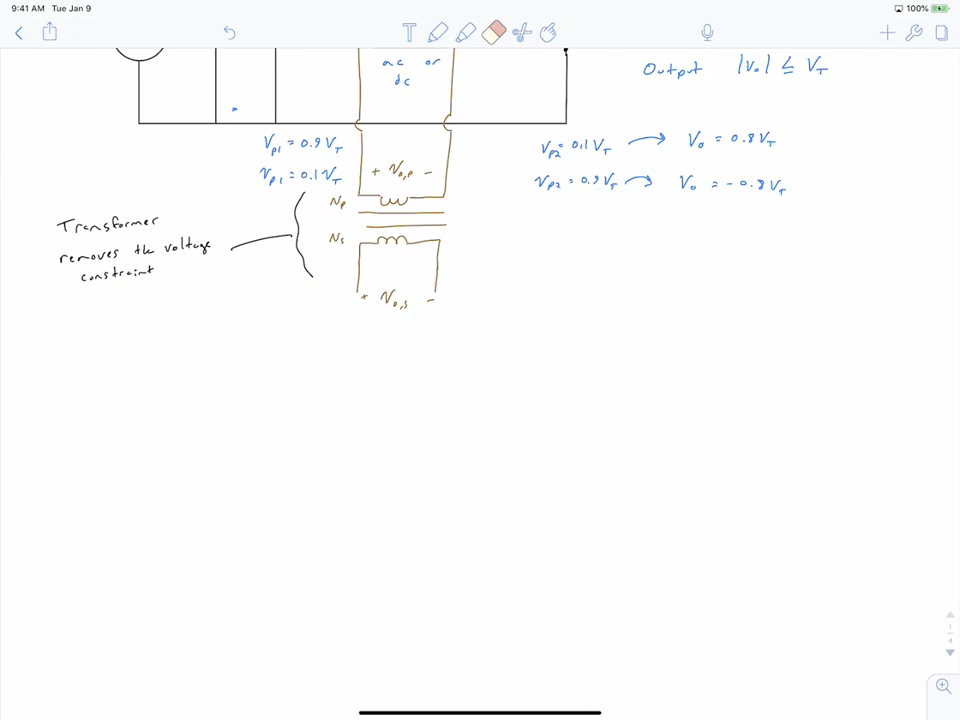 9:41 AM Tue Jan 9
100%
T
ac or
dc
Output |Vo| ≤ VT
Vp1 = 0.9 VT
Vp1 = 0.1 VT
Vp2 = 0.1 VT → Vo = 0.8 VT
Vp2 = 0.9 VT → Vo = -0.8 VT
+ Vo,p -
Np
Transformer
removes the voltage
constraint
Ns
+ Vo,s -
1
4